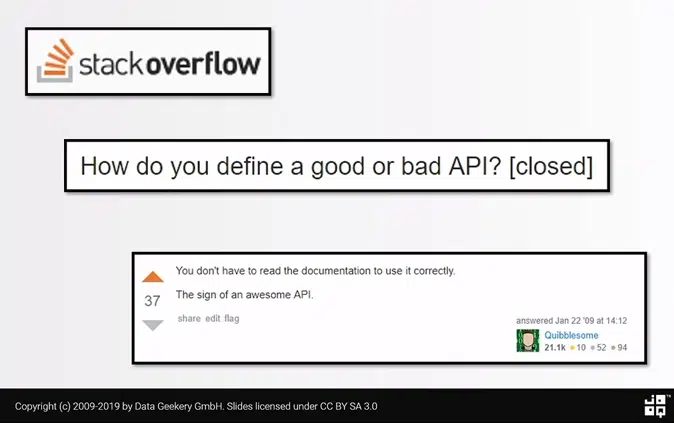 stackoverflow
How do you define a good or bad API? [closed]
You don't have to read the documentation to use it correctly.
37
The sign of an awesome API.
share edit flag
answered Jan 22 '09 at 14:12
Quibblesome
21.1k 10 52 94
Copyright (c) 2009-2019 by Data Geekery GmbH. Slides licensed under CC BY SA 3.0
JOOQ™